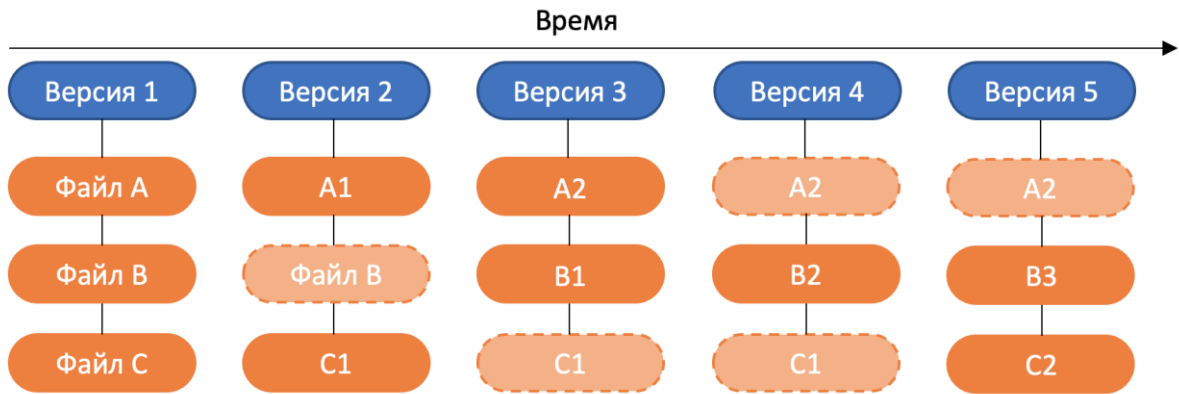 Время
Версия 1 Версия 2 Версия 3 Версия 4 Версия 5
Файл A A1 A2 A2 A2
Файл B Файл B B1 B2 B3
Файл C C1 C1 C1 C2